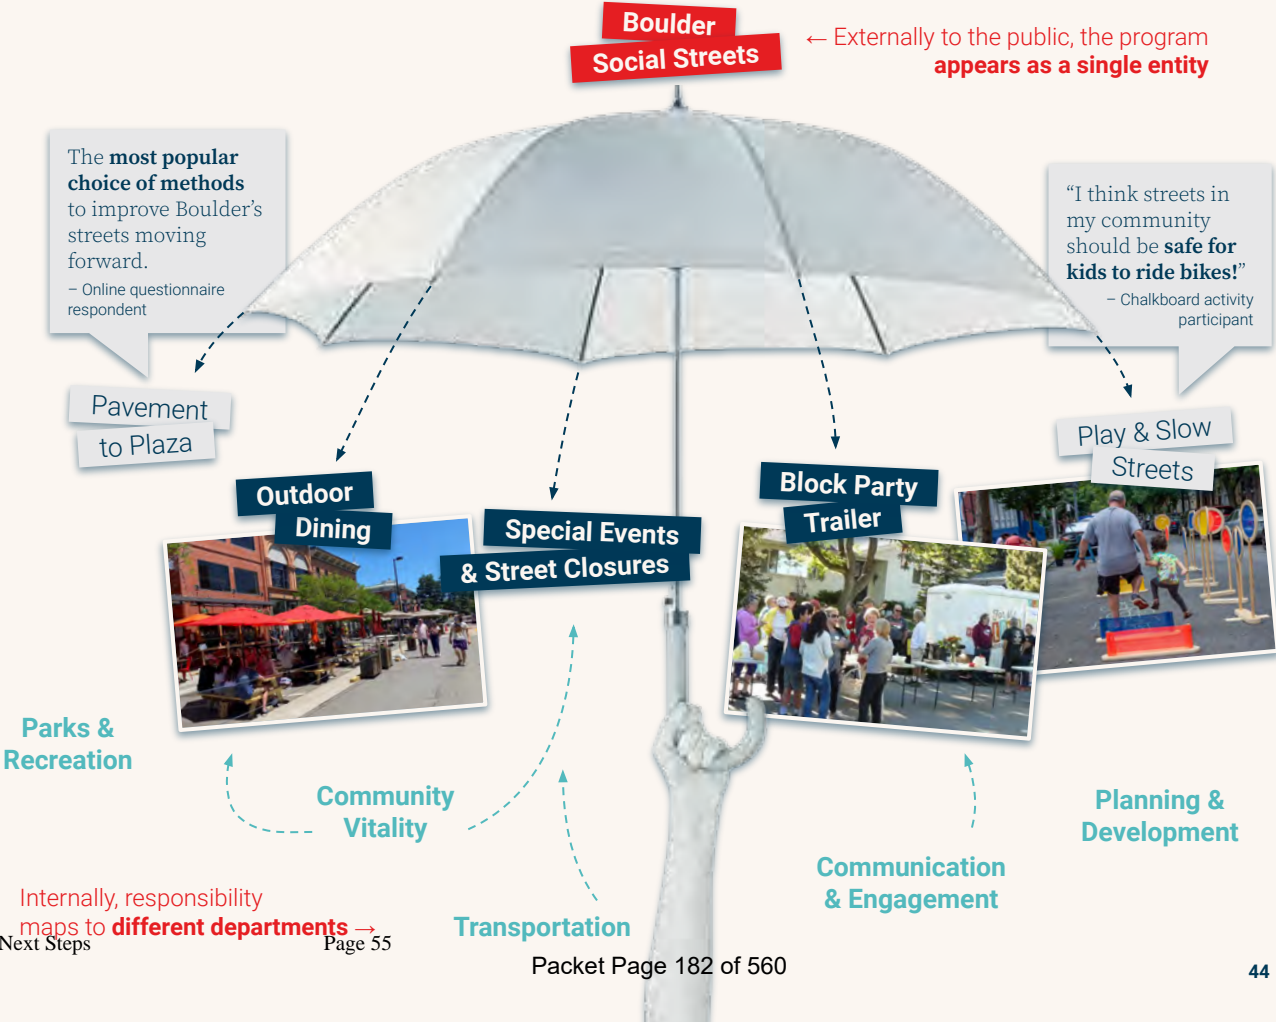 Boulder
Social Streets
← Externally to the public, the program
appears as a single entity
The most popular
choice of methods
to improve Boulder’s
streets moving
forward.
– Online questionnaire
respondent
“I think streets in
my community
should be safe for
kids to ride bikes!”
– Chalkboard activity
participant
Pavement
to Plaza
Outdoor
Dining
Special Events
& Street Closures
Block Party
Trailer
Play & Slow
Streets
Parks &
Recreation
Community
Vitality
Transportation
Communication
& Engagement
Planning &
Development
Internally, responsibility
maps to different departments →
Next Steps
Page 55
Packet Page 182 of 560
44